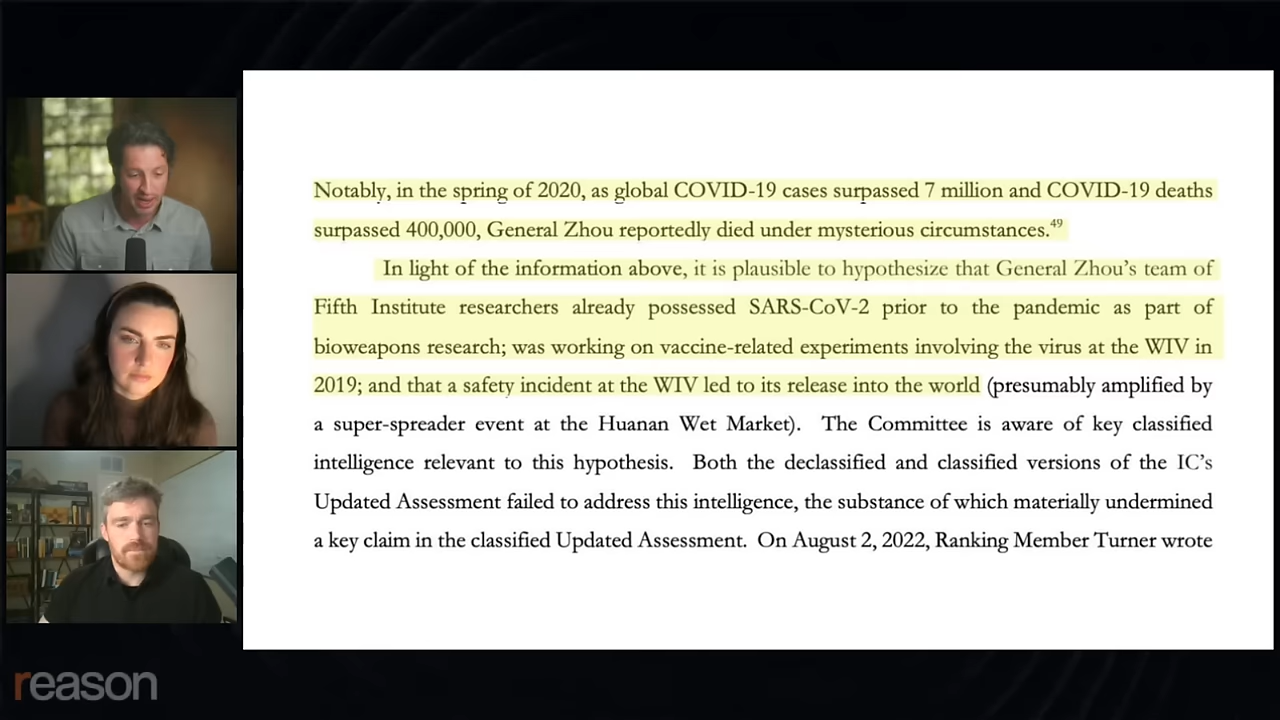 Notably, in the spring of 2020, as global COVID-19 cases surpassed 7 million and COVID-19 deaths
surpassed 400,000, General Zhou reportedly died under mysterious circumstances.49
In light of the information above, it is plausible to hypothesize that General Zhou's team of
Fifth Institute researchers already possessed SARS-CoV-2 prior to the pandemic as part of
bioweapons research; was working on vaccine-related experiments involving the virus at the WIV in
2019; and that a safety incident at the WIV led to its release into the world (presumably amplified by
a super-spreader event at the Huanan Wet Market). The Committee is aware of key classified
intelligence relevant to this hypothesis. Both the declassified and classified versions of the IC's
Updated Assessment failed to address this intelligence, the substance of which materially undermined
a key claim in the classified Updated Assessment. On August 2, 2022, Ranking Member Turner wrote
reason